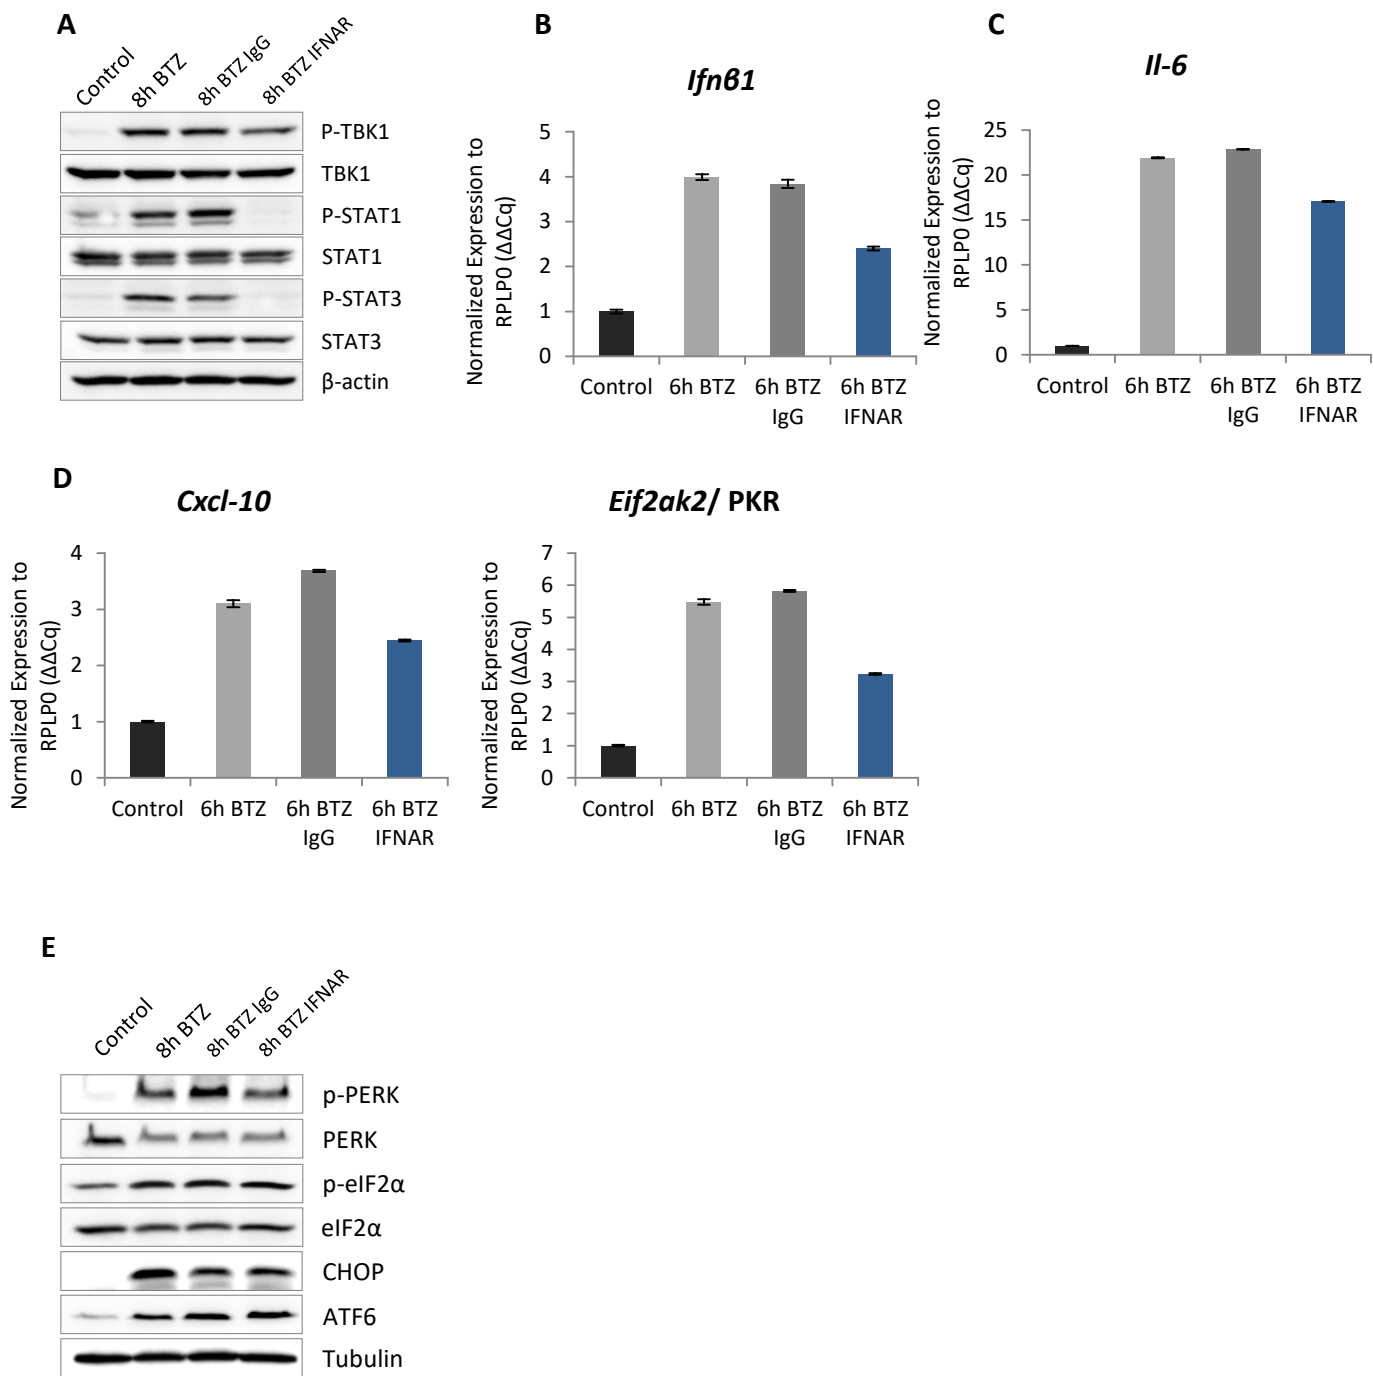 A
Control
8h BTZ
8h BTZ IgG
8h BTZ IFNAR
P-TBK1
TBK1
P-STAT1
STAT1
P-STAT3
STAT3
β-actin
B
Ifnβ1
Normalized Expression to
RPLP0 (ΔΔCq)
5
4
3
2
1
0
Control
6h BTZ
6h BTZ
IgG
6h BTZ
IFNAR
C
Il-6
Normalized Expression to
RPLP0 (ΔΔCq)
25
20
15
10
5
0
Control
6h BTZ
6h BTZ
IgG
6h BTZ
IFNAR
D
Cxcl-10
Normalized Expression to
RPLP0 (ΔΔCq)
4
3
2
1
0
Control
6h BTZ
6h BTZ
IgG
6h BTZ
IFNAR
Eif2ak2/ PKR
Normalized Expression to
RPLP0 (ΔΔCq)
7
6
5
4
3
2
1
0
Control
6h BTZ
6h BTZ
IgG
6h BTZ
IFNAR
E
Control
8h BTZ
8h BTZ IgG
8h BTZ IFNAR
p-PERK
PERK
p-eIF2α
eIF2α
CHOP
ATF6
Tubulin